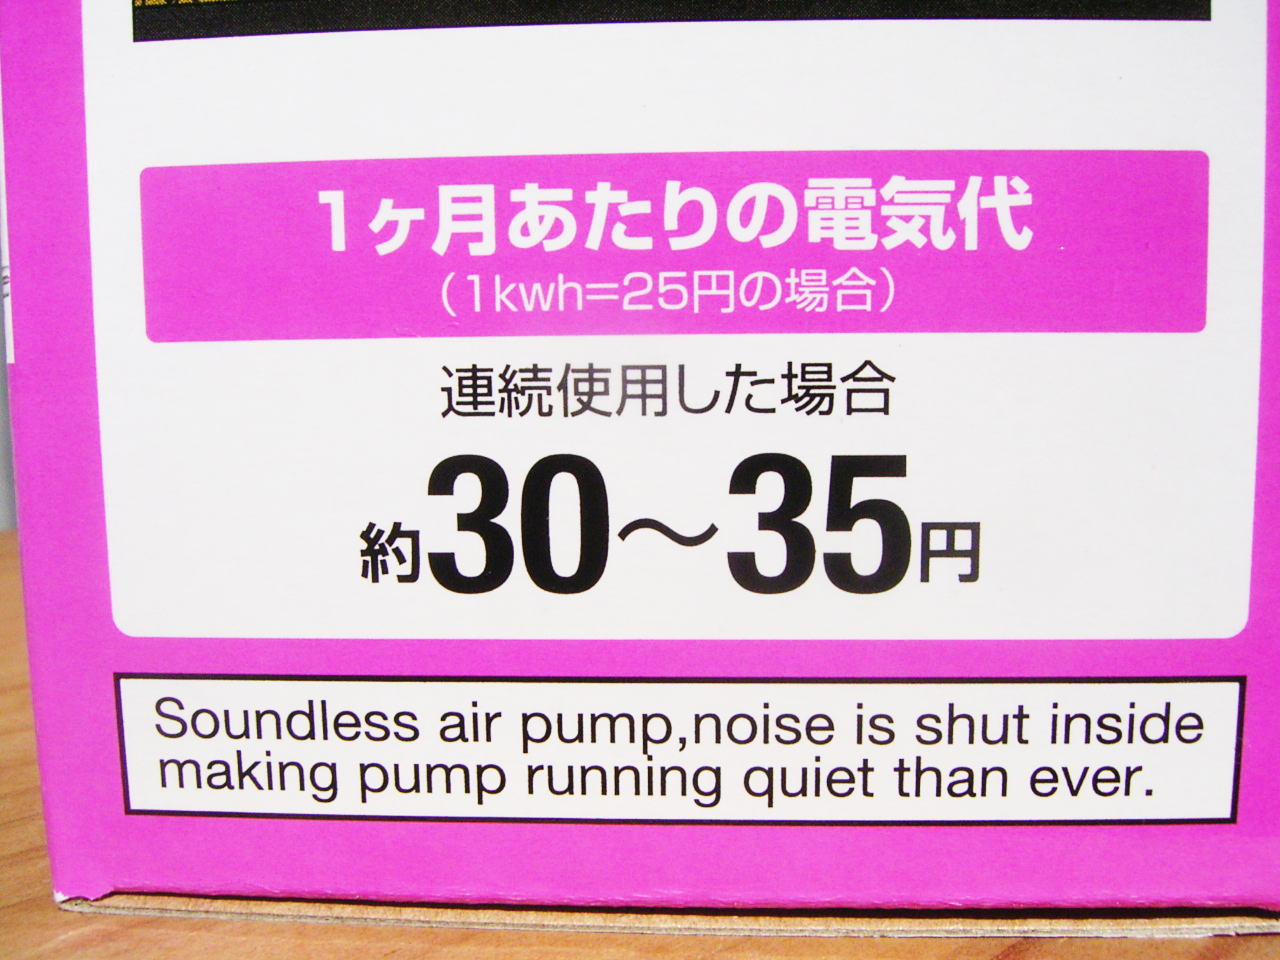 1ヶ月あたりの電気代
（1kwh=25円の場合）
連続使用した場合
約30～35円
Soundless air pump,noise is shut inside
making pump running quiet than ever.